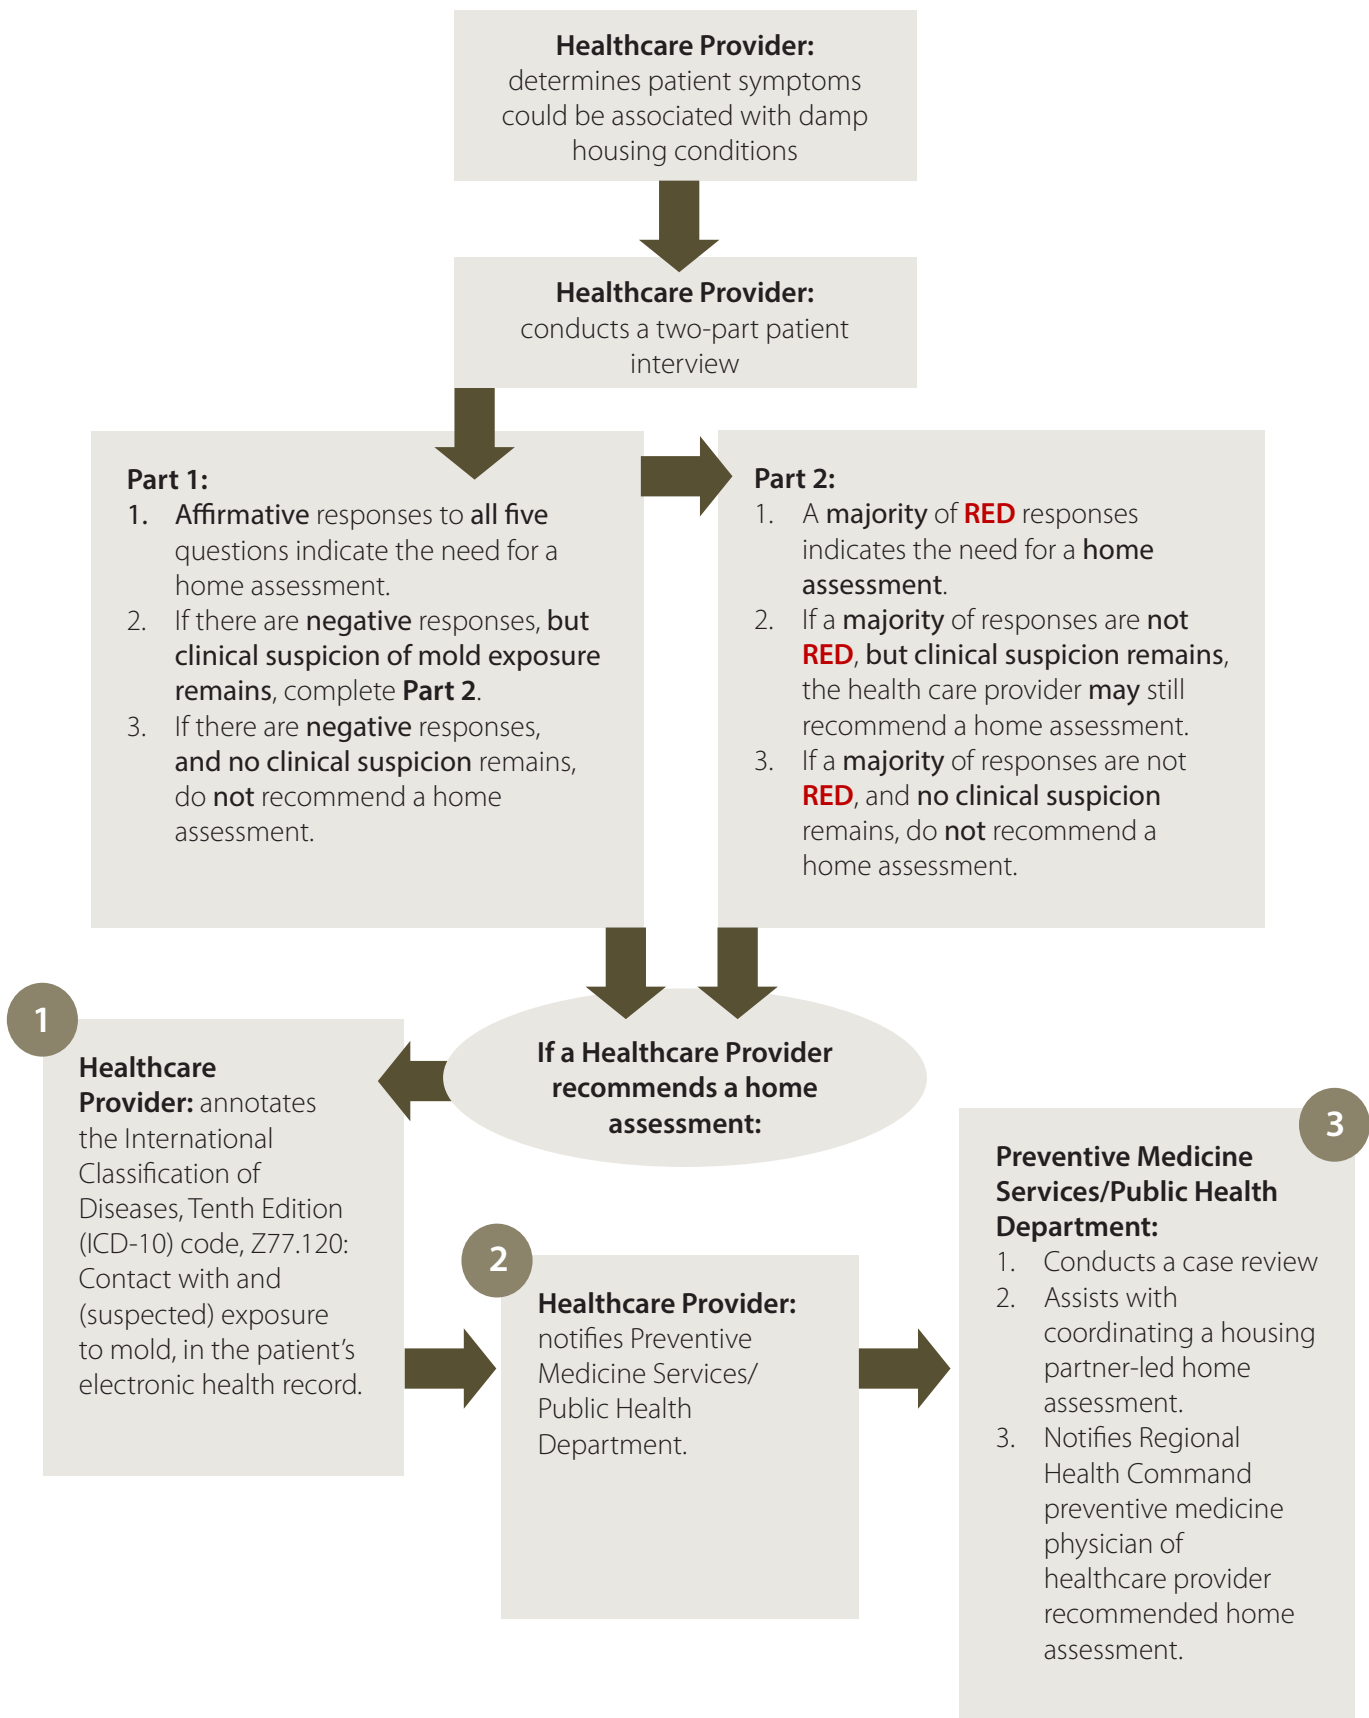 Healthcare Provider:
determines patient symptoms
could be associated with damp
housing conditions
Healthcare Provider:
conducts a two-part patient
interview
Part 1:
1. Affirmative responses to all five
questions indicate the need for a
home assessment.
2. If there are negative responses, but
clinical suspicion of mold exposure
remains, complete Part 2.
3. If there are negative responses,
and no clinical suspicion remains,
do not recommend a home
assessment.
Part 2:
1. A majority of RED responses
indicates the need for a home
assessment.
2. If a majority of responses are not
RED, but clinical suspicion remains,
the health care provider may still
recommend a home assessment.
3. If a majority of responses are not
RED, and no clinical suspicion
remains, do not recommend a
home assessment.
If a Healthcare Provider
recommends a home
assessment:
1
Healthcare
Provider: annotates
the International
Classification of
Diseases, Tenth Edition
(ICD-10) code, Z77.120:
Contact with and
(suspected) exposure
to mold, in the patient's
electronic health record.
2
Healthcare Provider:
notifies Preventive
Medicine Services/
Public Health
Department.
3
Preventive Medicine
Services/Public Health
Department:
1. Conducts a case review
2. Assists with
coordinating a housing
partner-led home
assessment.
3. Notifies Regional
Health Command
preventive medicine
physician of
healthcare provider
recommended home
assessment.